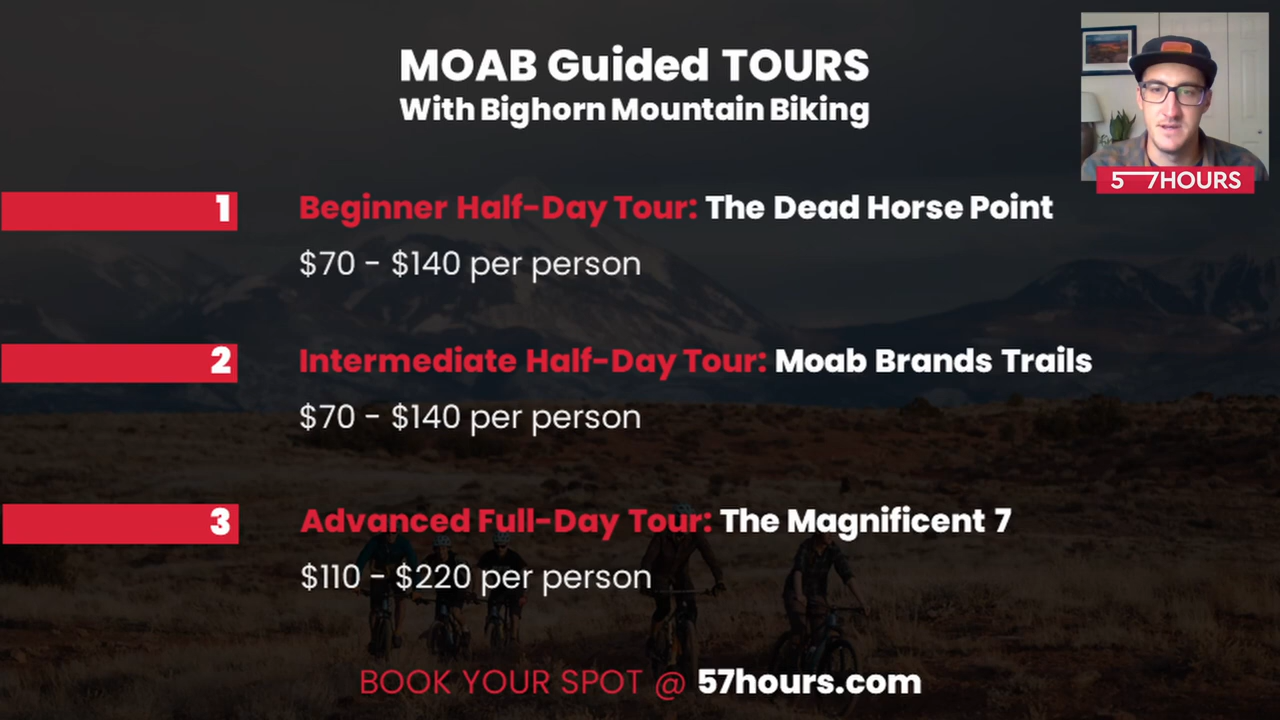 MOAB Guided TOURS
With Bighorn Mountain Biking
5 7HOURS
1
Beginner Half-Day Tour: The Dead Horse Point
$70 - $140 per person
2
Intermediate Half-Day Tour: Moab Brands Trails
$70 - $140 per person
3
Advanced Full-Day Tour: The Magnificent 7
$110 - $220 per person
BOOK YOUR SPOT @ 57hours.com